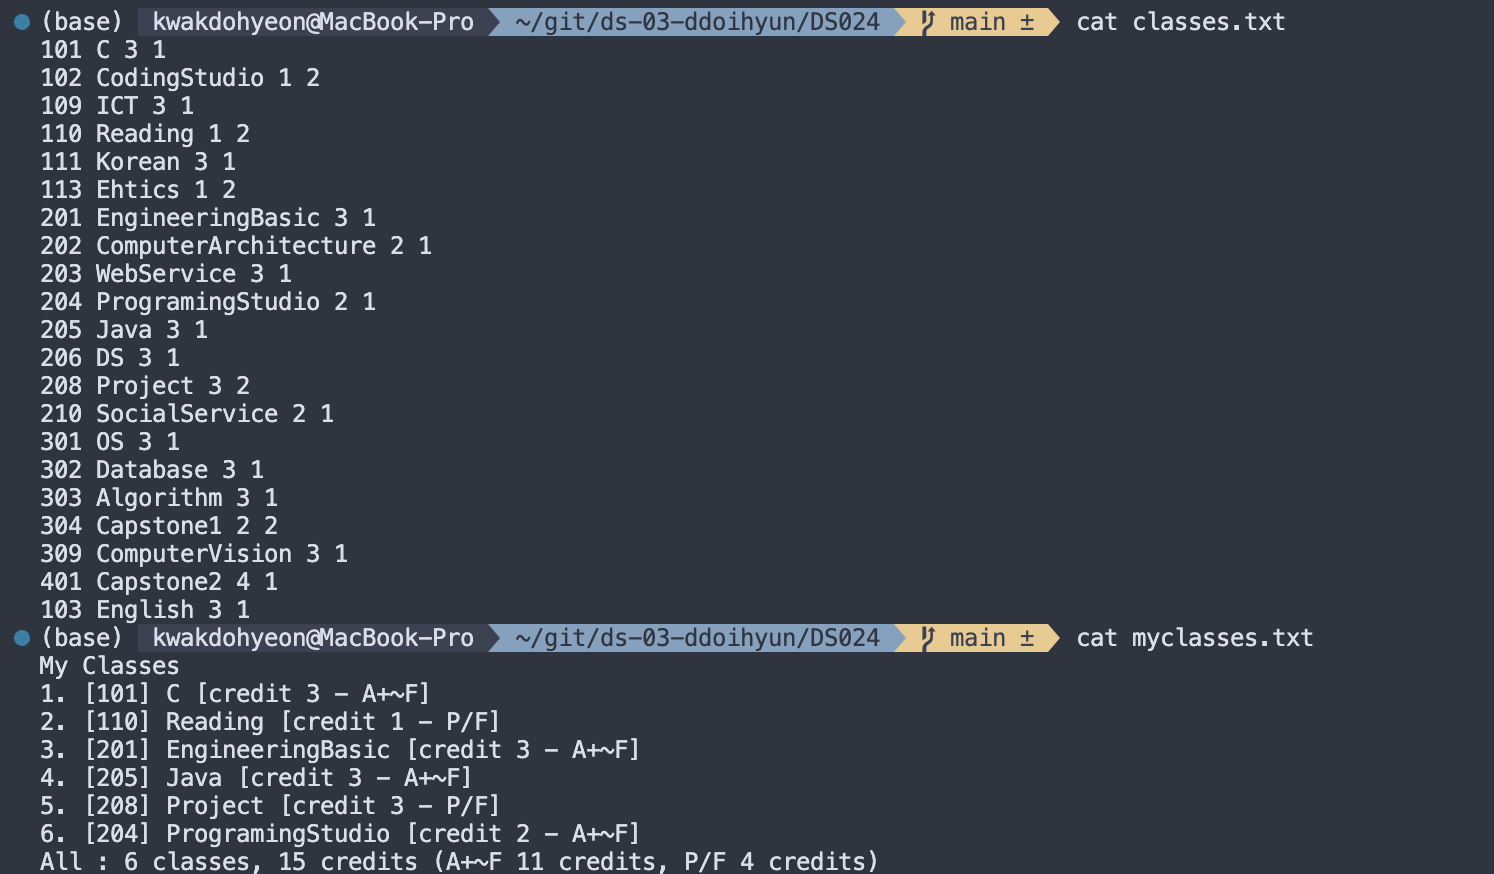 (base) kwakdohyeon@MacBook-Pro ~/git/ds-03-ddoihyun/DS024 main ± cat classes.txt
101 C 3 1
102 CodingStudio 1 2
109 ICT 3 1
110 Reading 1 2
111 Korean 3 1
113 Ehtics 1 2
201 EngineeringBasic 3 1
202 ComputerArchitecture 2 1
203 WebService 3 1
204 ProgramingStudio 2 1
205 Java 3 1
206 DS 3 1
208 Project 3 2
210 SocialService 2 1
301 OS 3 1
302 Database 3 1
303 Algorithm 3 1
304 Capstone1 2 2
309 ComputerVision 3 1
401 Capstone2 4 1
103 English 3 1
(base) kwakdohyeon@MacBook-Pro ~/git/ds-03-ddoihyun/DS024 main ± cat myclasses.txt
My Classes
1. [101] C [credit 3 - A+~F]
2. [110] Reading [credit 1 - P/F]
3. [201] EngineeringBasic [credit 3 - A+~F]
4. [205] Java [credit 3 - A+~F]
5. [208] Project [credit 3 - P/F]
6. [204] ProgramingStudio [credit 2 - A+~F]
All : 6 classes, 15 credits (A+~F 11 credits, P/F 4 credits)